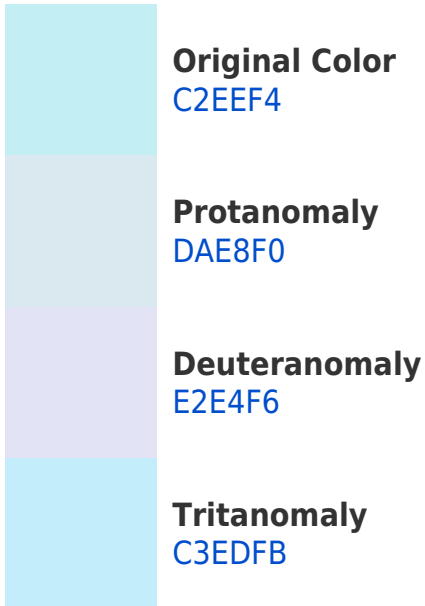 Original Color
C2EEF4
Protanomaly
DAE8F0
Deuteranomaly
E2E4F6
Tritanomaly
C3EDFB